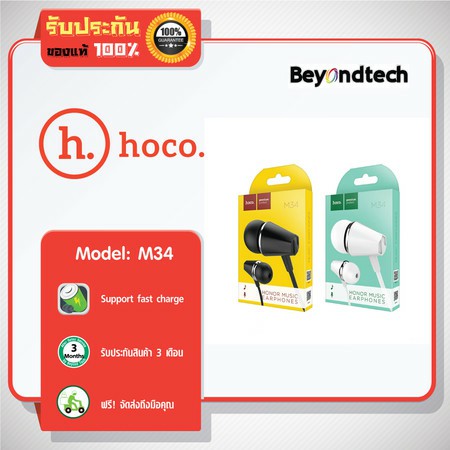 รับประกัน
ของแท้ 100%
100%
GUARANTEE
Beyondtech
h. hoco.
Model: M34
Support fast charge
3
Months
รับประกันสินค้า 3 เดือน
ฟรี! จัดส่งถึงมือคุณ
hoco.
M34
HONOR MUSIC
EARPHONES
hoco.
M34
HONOR MUSIC
EARPHONES